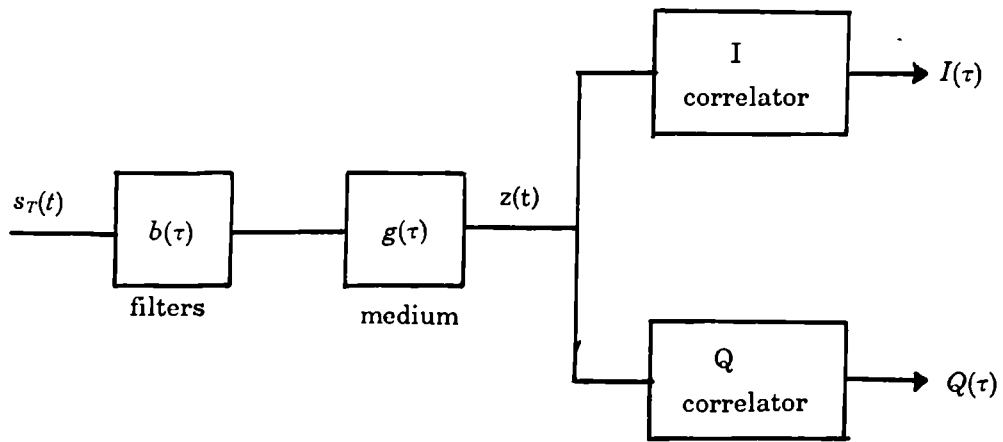 I
correlator
I(τ)
s_T(t)
b(τ)
filters
g(τ)
medium
z(t)
Q
correlator
Q(τ)